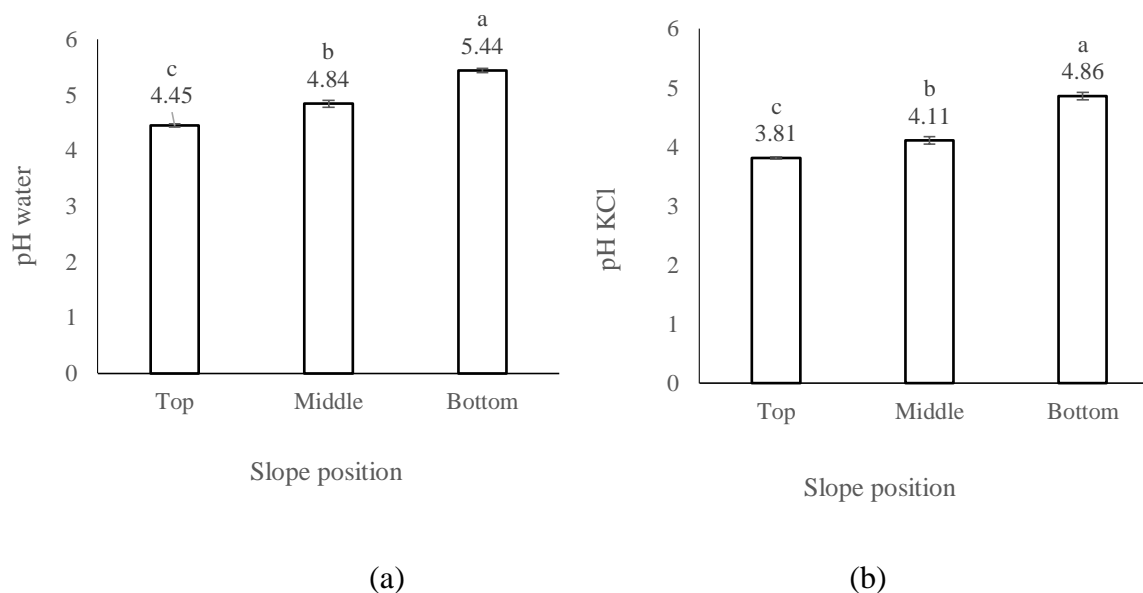 6
5
4
3
2
1
0
pH water
c
4.45
b
4.84
a
5.44
Top Middle Bottom
Slope position
(a)
6
5
4
3
2
1
0
pH KCl
c
3.81
b
4.11
a
4.86
Top Middle Bottom
Slope position
(b)